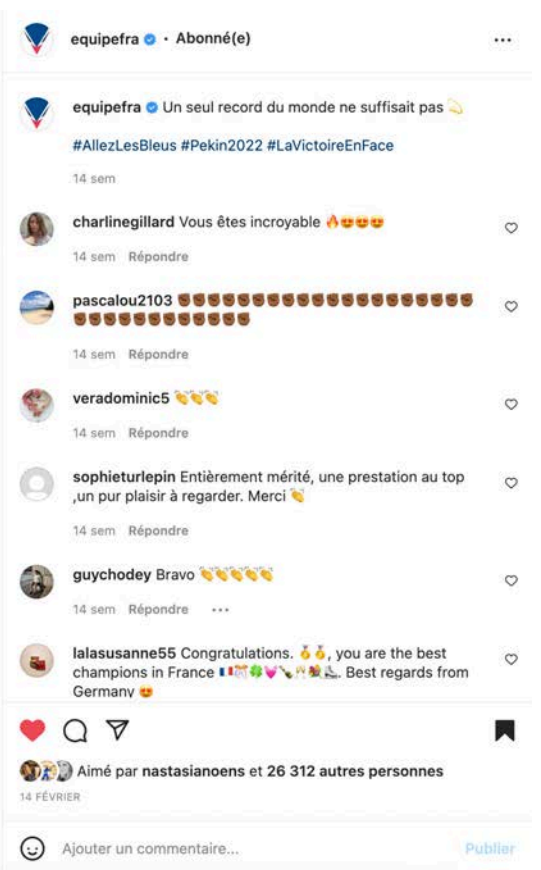 equipefra • Abonné(e)
equipefra Un seul record du monde ne suffisait pas 💫
#AllezLesBleus #Pekin2022 #LaVictoireEnFace
14 sem
charlinegillard Vous êtes incroyable 🔥😍😍😍
14 sem Répondre
pascalou2103 ✊🏾✊🏾✊🏾✊🏾✊🏾✊🏾✊🏾✊🏾✊🏾✊🏾✊🏾✊🏾✊🏾✊🏾✊🏾✊🏾✊🏾✊🏾✊🏾✊🏾
✊🏾✊🏾✊🏾✊🏾✊🏾✊🏾✊🏾✊🏾✊🏾✊🏾✊🏾✊🏾
14 sem Répondre
veradominic5 👏👏👏
14 sem Répondre
sophieturlepin Entièrement mérité, une prestation au top
,un pur plaisir à regarder. Merci 👏
14 sem Répondre
guychodey Bravo 👏👏👏👏👏
14 sem Répondre
lalasusanne55 Congratulations. 🥇🥇, you are the best
champions in France 🇫🇷🎊🍀💓🍾🥂💐⛸️. Best regards from
Germany 😍
Aimé par nastasianoens et 26 312 autres personnes
14 FÉVRIER
Ajouter un commentaire... Publier